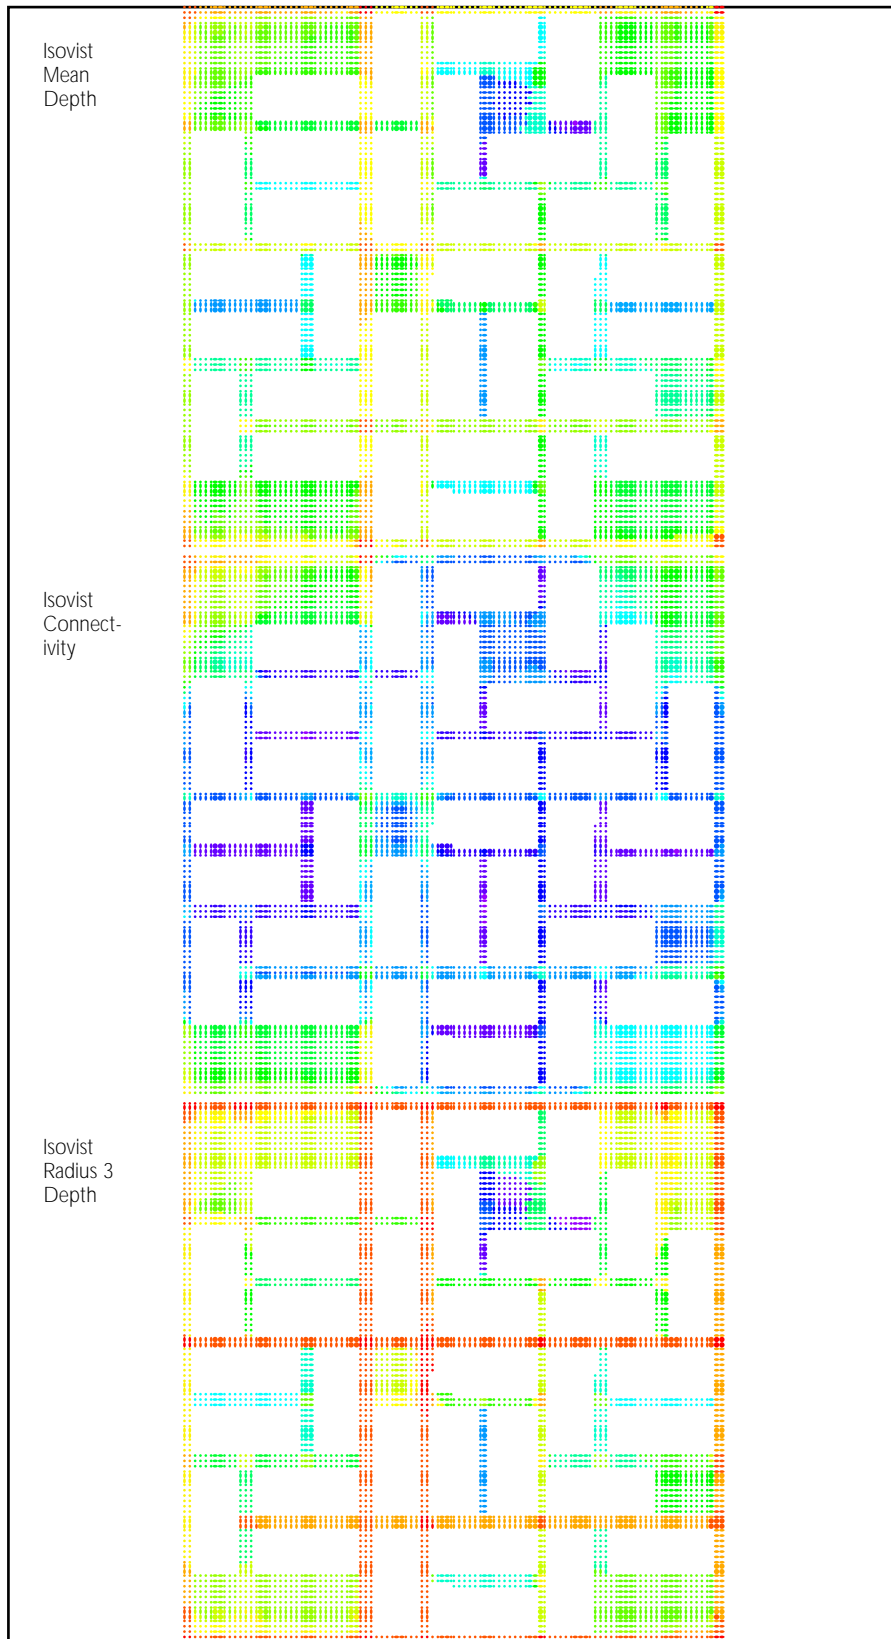 Isovist
Mean
Depth
Isovist
Connect-
ivity
Isovist
Radius 3
Depth